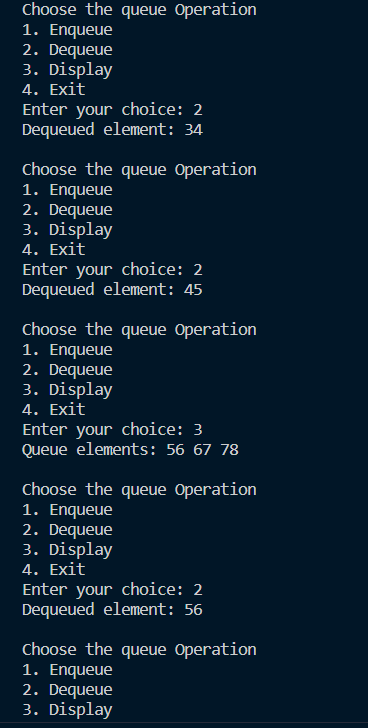 Choose the queue Operation
1. Enqueue
2. Dequeue
3. Display
4. Exit
Enter your choice: 2
Dequeued element: 34
Choose the queue Operation
1. Enqueue
2. Dequeue
3. Display
4. Exit
Enter your choice: 2
Dequeued element: 45
Choose the queue Operation
1. Enqueue
2. Dequeue
3. Display
4. Exit
Enter your choice: 3
Queue elements: 56 67 78
Choose the queue Operation
1. Enqueue
2. Dequeue
3. Display
4. Exit
Enter your choice: 2
Dequeued element: 56
Choose the queue Operation
1. Enqueue
2. Dequeue
3. Display